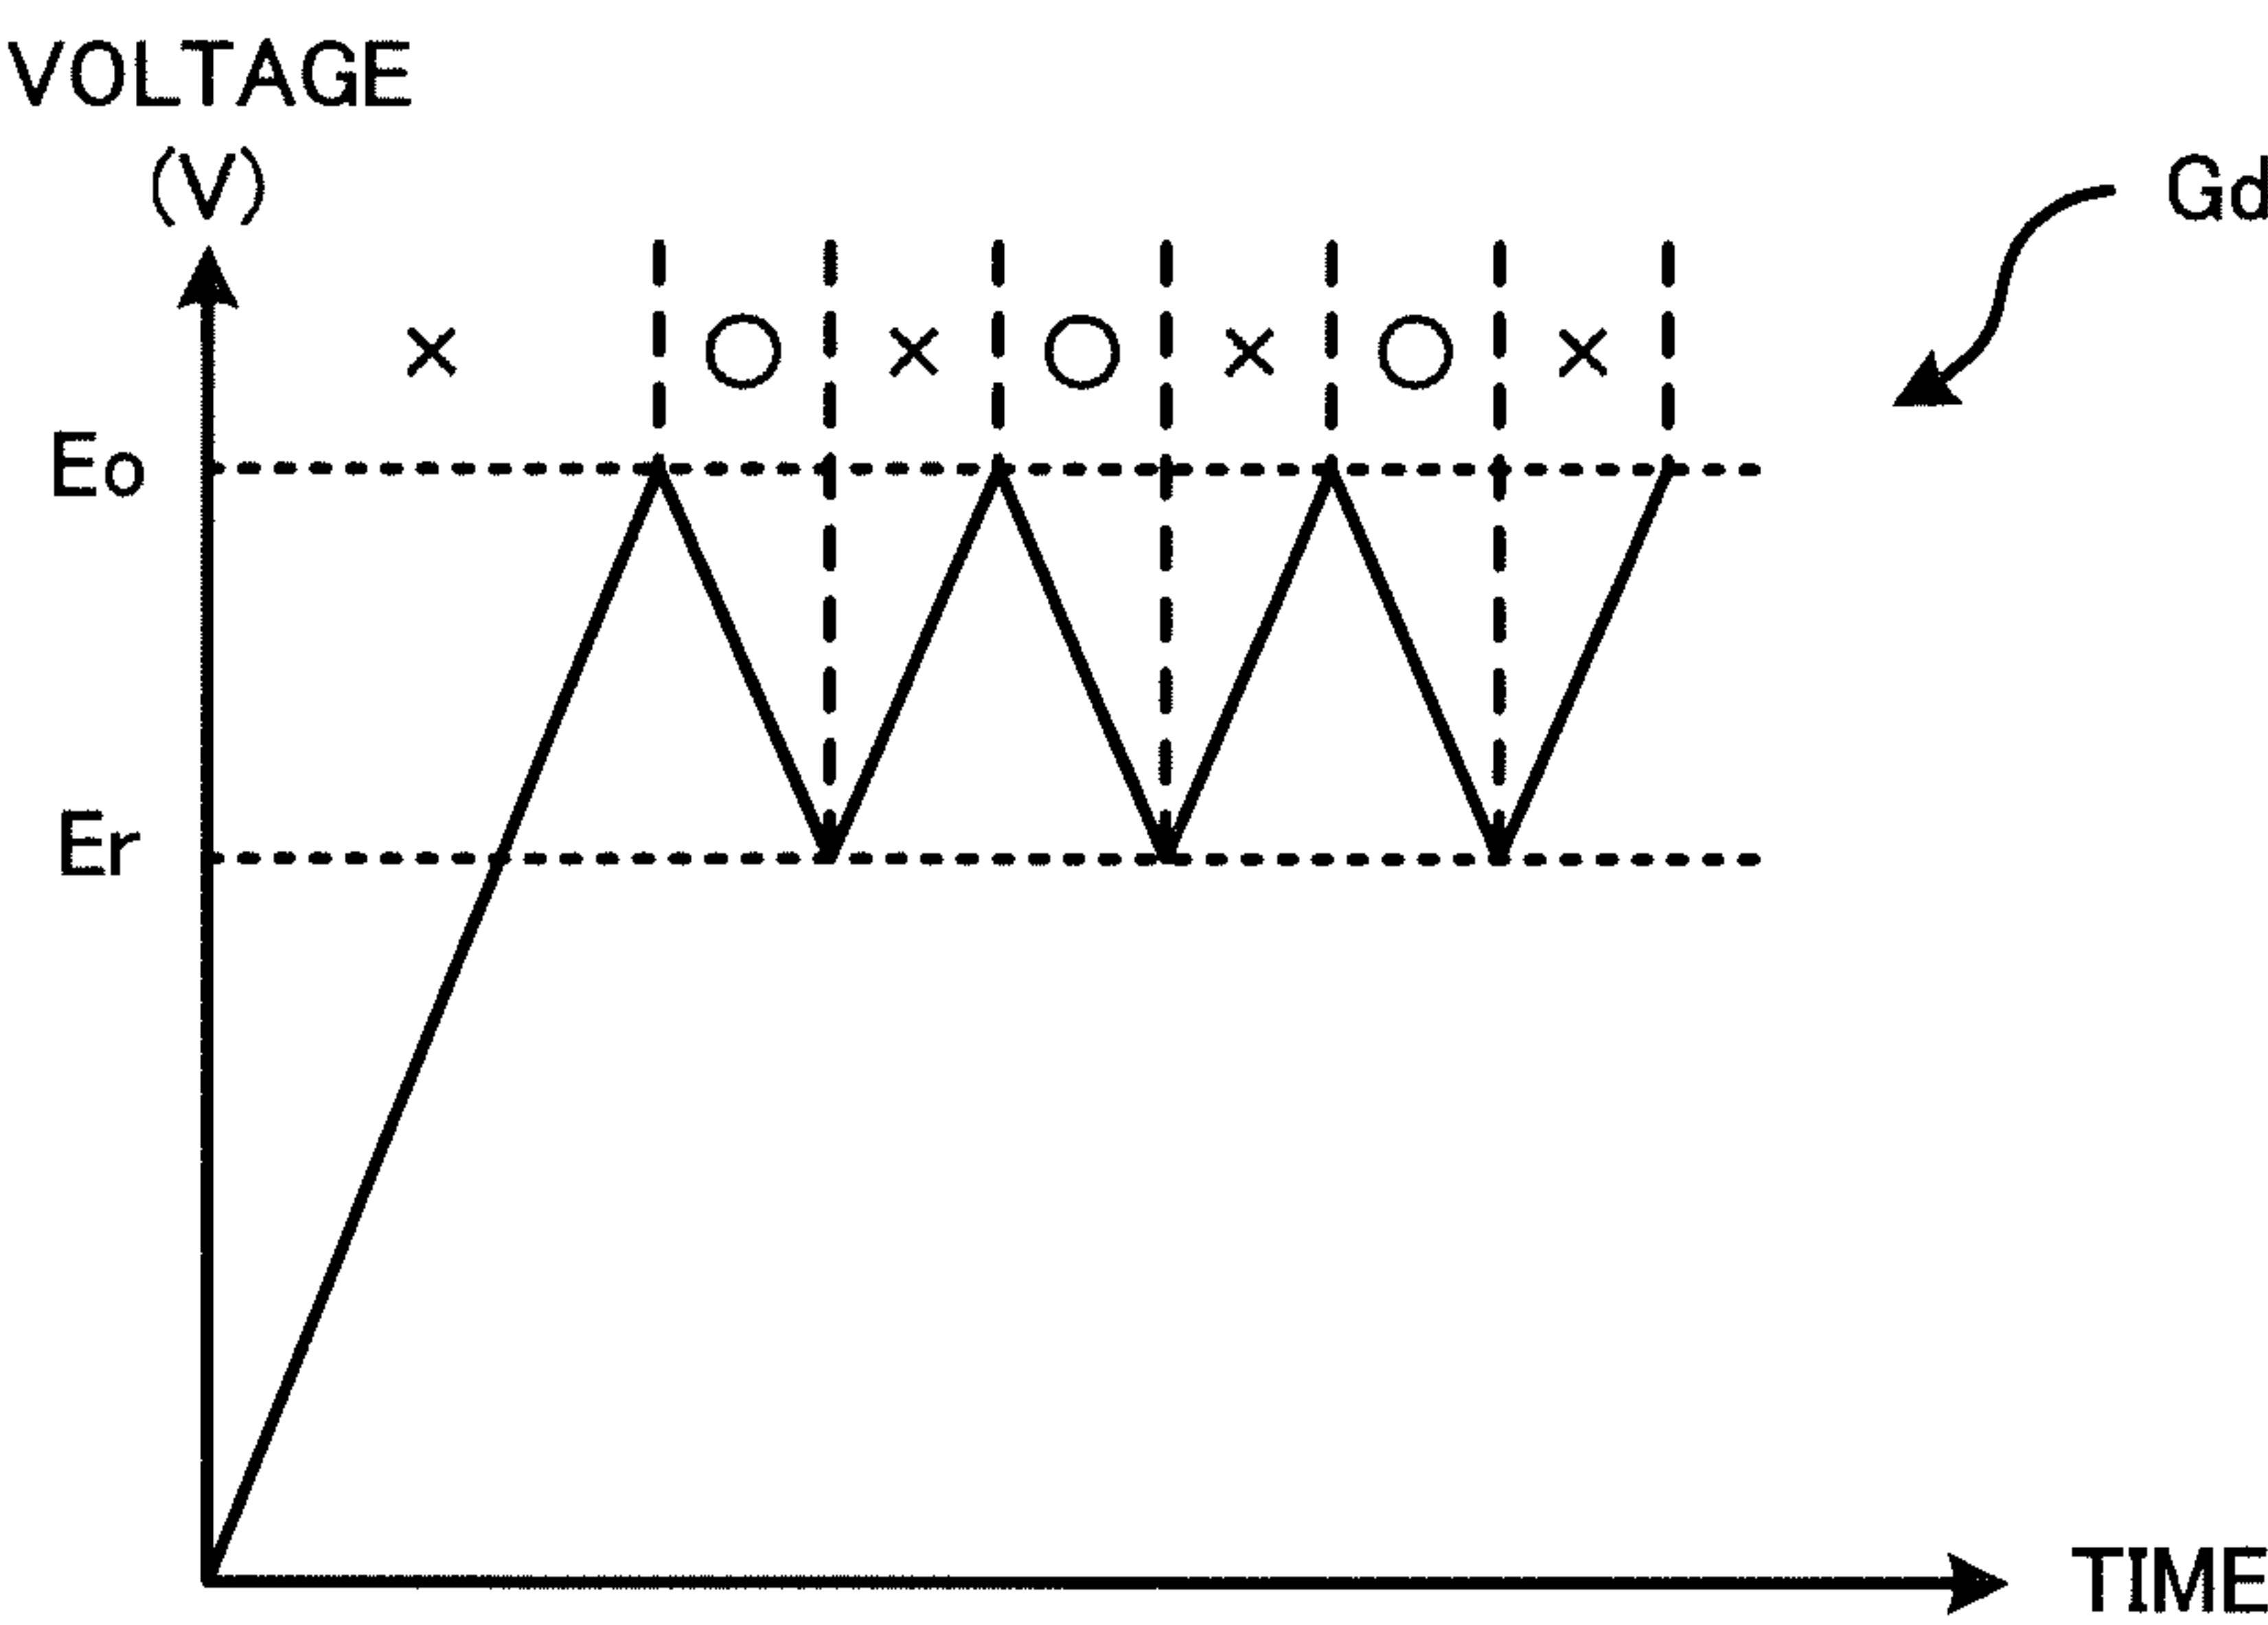 VOLTAGE
(V)
Gd
× ○ × ○ × ○ ×
Eo
Er
TIME